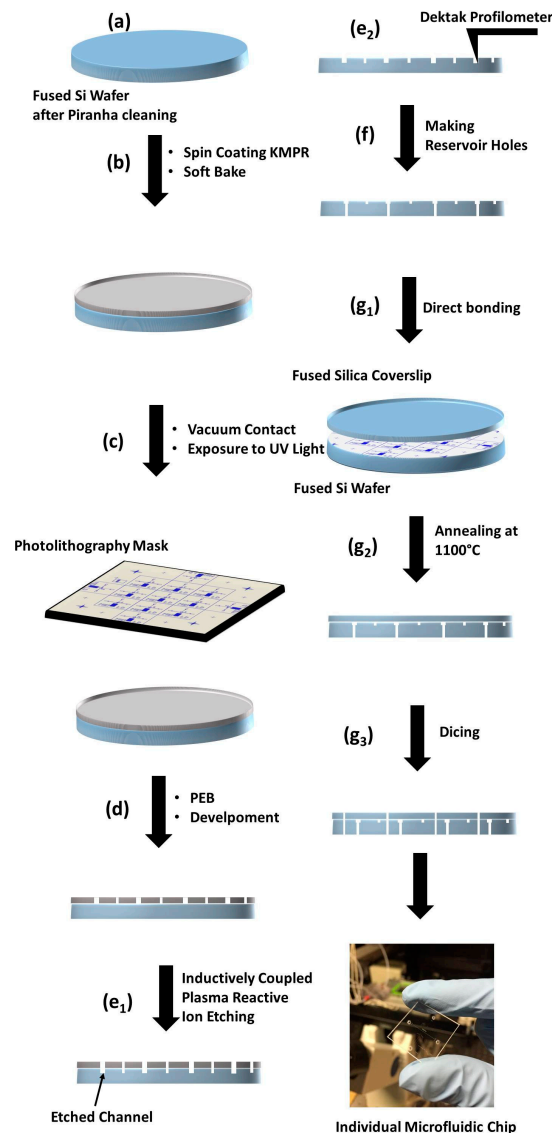 (a)
Fused Si Wafer
after Piranha cleaning
(b)
• Spin Coating KMPR
• Soft Bake
(c)
• Vacuum Contact
• Exposure to UV Light
Photolithography Mask
(d)
• PEB
• Develpoment
(e₁)
Inductively Coupled
Plasma Reactive
Ion Etching
Etched Channel
(e₂)
Dektak Profilometer
(f)
Making
Reservoir Holes
(g₁)
Direct bonding
Fused Silica Coverslip
Fused Si Wafer
(g₂)
Annealing at
1100°C
(g₃)
Dicing
Individual Microfluidic Chip